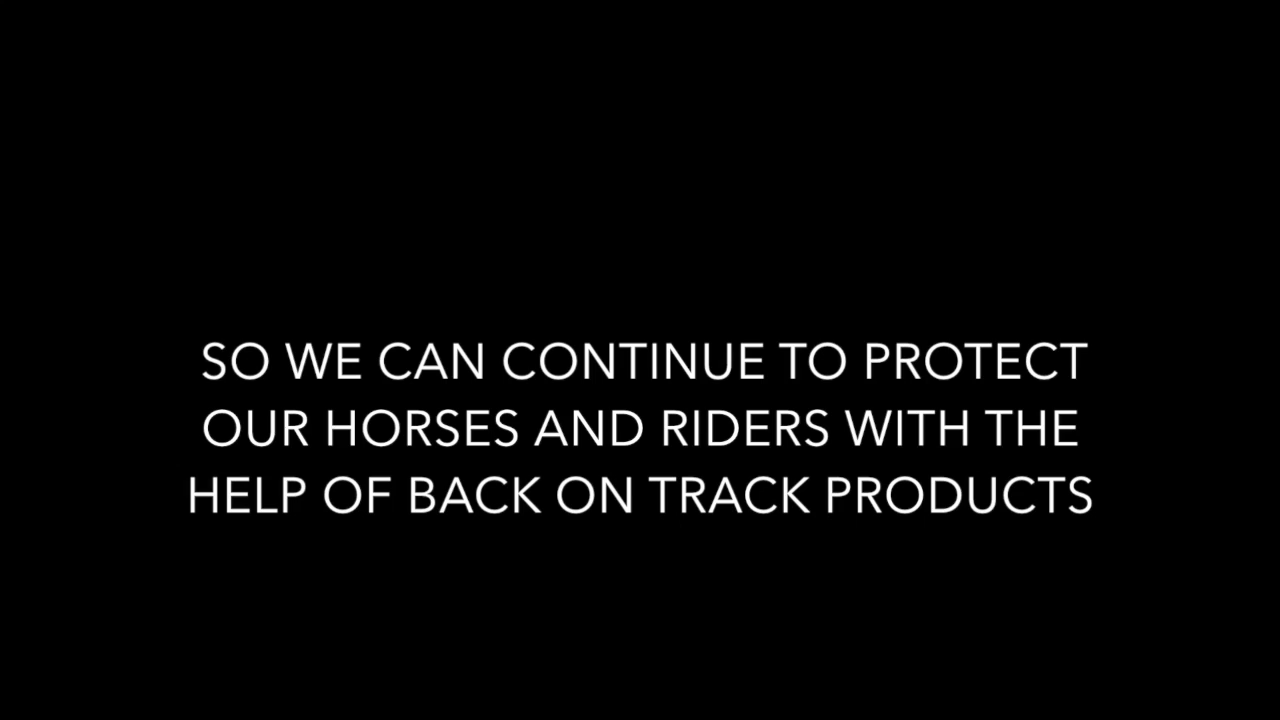 SO WE CAN CONTINUE TO PROTECT
OUR HORSES AND RIDERS WITH THE
HELP OF BACK ON TRACK PRODUCTS